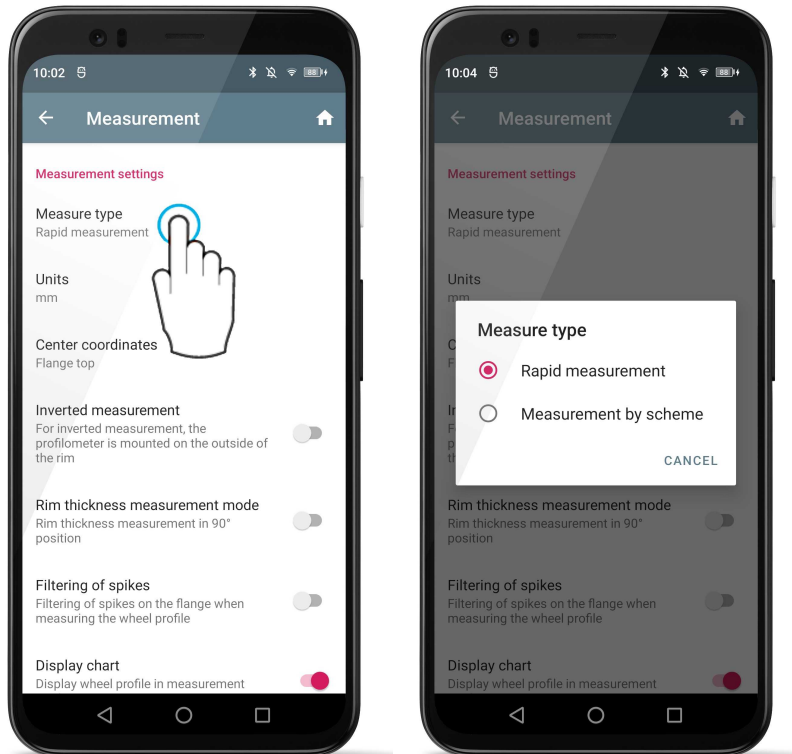 10:02
88
Measurement
Measurement settings
Measure type
Rapid measurement
Units
mm
Center coordinates
Flange top
Inverted measurement
For inverted measurement, the
profilometer is mounted on the outside of
the rim
Rim thickness measurement mode
Rim thickness measurement in 90°
position
Filtering of spikes
Filtering of spikes on the flange when
measuring the wheel profile
Display chart
Display wheel profile in measurement
10:04
88
Measurement
Measurement settings
Measure type
Rapid measurement
Units
mm
Measure type
Rapid measurement
Measurement by scheme
CANCEL
Rim thickness measurement mode
Rim thickness measurement in 90°
position
Filtering of spikes
Filtering of spikes on the flange when
measuring the wheel profile
Display chart
Display wheel profile in measurement